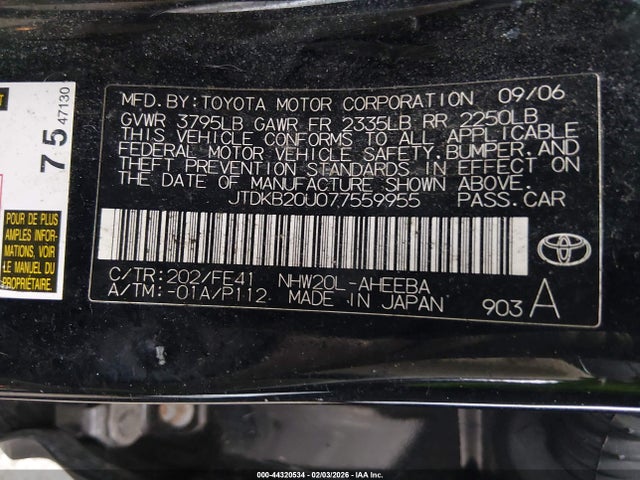 MFD.BY:TOYOTA MOTOR CORPORATION 09/06
GVWR 3795LB GAWR FR 2335LB RR 2250LB
THIS VEHICLE CONFORMS TO ALL APPLICABLE
FEDERAL MOTOR VEHICLE SAFETY,BUMPER,AND
THEFT PREVENTION STANDARDS IN EFFECT ON
THE DATE OF MANUFACTURE SHOWN ABOVE.
JTDKB20U077559955 PASS.CAR
C/TR:202/FE41 NHW20L-AHEEBA
A/TM:-01A/P112 MADE IN JAPAN 903 A
TOYOTA
75 47130
POUR DE PLUS
AMPLES INFOR-
MATIONS,
VOIR LE
LE MANUEL DU
PROPRIÉTAIRE.
000-44320534 - 02/03/2026 - IAA Inc.